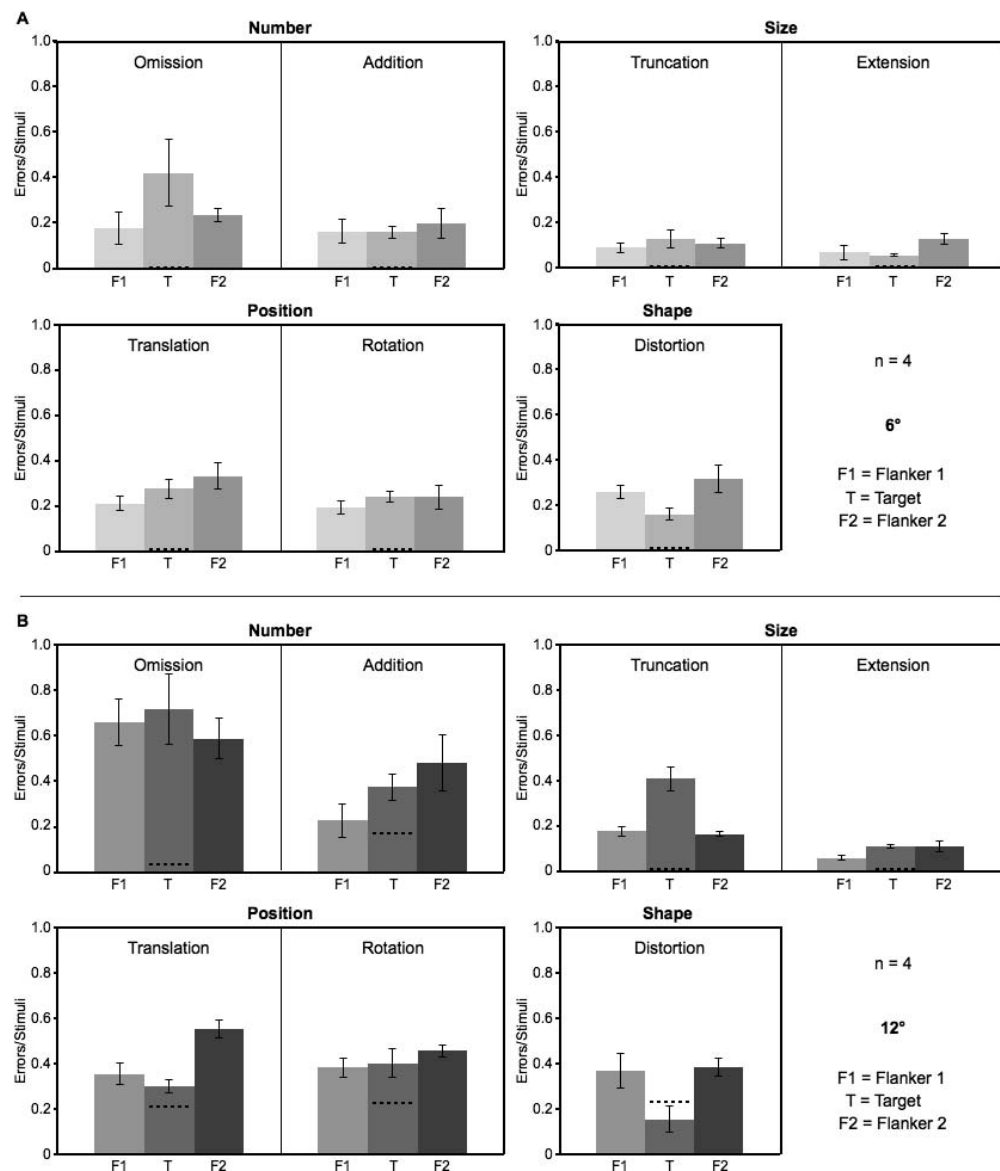 A
Number
Size
1.0
0.8
0.6
0.4
0.2
0
Errors/Stimuli
Omission
Addition
F1 T F2 F1 T F2
1.0
0.8
0.6
0.4
0.2
0
Errors/Stimuli
Truncation
Extension
F1 T F2 F1 T F2
Position
Shape
1.0
0.8
0.6
0.4
0.2
0
Errors/Stimuli
Translation
Rotation
F1 T F2 F1 T F2
1.0
0.8
0.6
0.4
0.2
0
Errors/Stimuli
Distortion
F1 T F2
n = 4
6°
F1 = Flanker 1
T = Target
F2 = Flanker 2
B
Number
Size
1.0
0.8
0.6
0.4
0.2
0
Errors/Stimuli
Omission
Addition
F1 T F2 F1 T F2
1.0
0.8
0.6
0.4
0.2
0
Errors/Stimuli
Truncation
Extension
F1 T F2 F1 T F2
Position
Shape
1.0
0.8
0.6
0.4
0.2
0
Errors/Stimuli
Translation
Rotation
F1 T F2 F1 T F2
1.0
0.8
0.6
0.4
0.2
0
Errors/Stimuli
Distortion
F1 T F2
n = 4
12°
F1 = Flanker 1
T = Target
F2 = Flanker 2